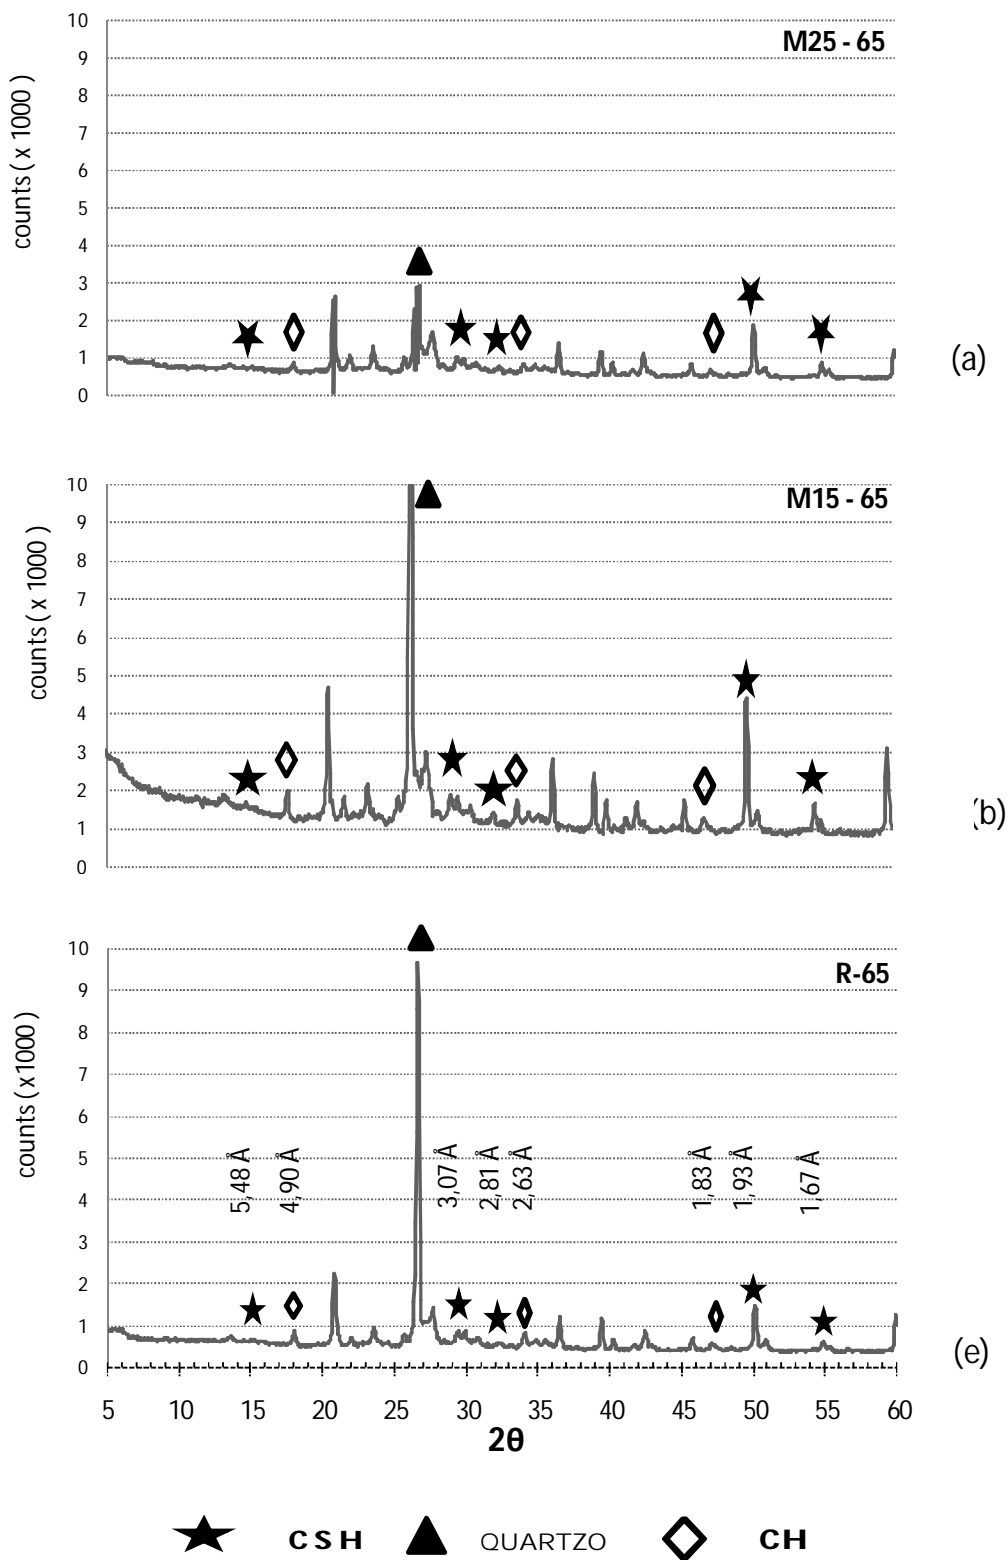 M25 - 65
counts ( x 1000 )
10
9
8
7
6
5
4
3
2
1
0
(a)
M15 - 65
counts ( x 1000 )
10
9
8
7
6
5
4
3
2
1
0
(b)
R-65
counts ( x1000 )
10
9
8
7
6
5
4
3
2
1
0
5,48 Å
4,90 Å
3,07 Å
2,81 Å
2,63 Å
1,83 Å
1,93 Å
1,67 Å
(e)
5 10 15 20 25 30 35 40 45 50 55 60
2θ
CSH QUARTZO CH